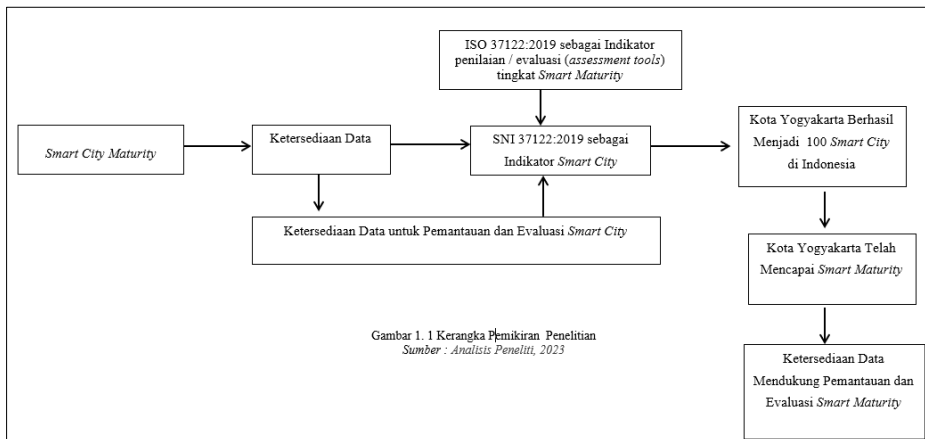 ISO 37122:2019 sebagai Indikator
penilaian / evaluasi (assessment tools)
tingkat Smart Maturity
Smart City Maturity
Ketersediaan Data
SNI 37122:2019 sebagai
Indikator Smart City
Kota Yogyakarta Berhasil
Menjadi 100 Smart City
di Indonesia
Ketersediaan Data untuk Pemantauan dan Evaluasi Smart City
Kota Yogyakarta Telah
Mencapai Smart Maturity
Gambar 1. 1 Kerangka Pemikiran Penelitian
Sumber : Analisis Peneliti, 2023
Ketersediaan Data
Mendukung Pemantauan dan
Evaluasi Smart Maturity